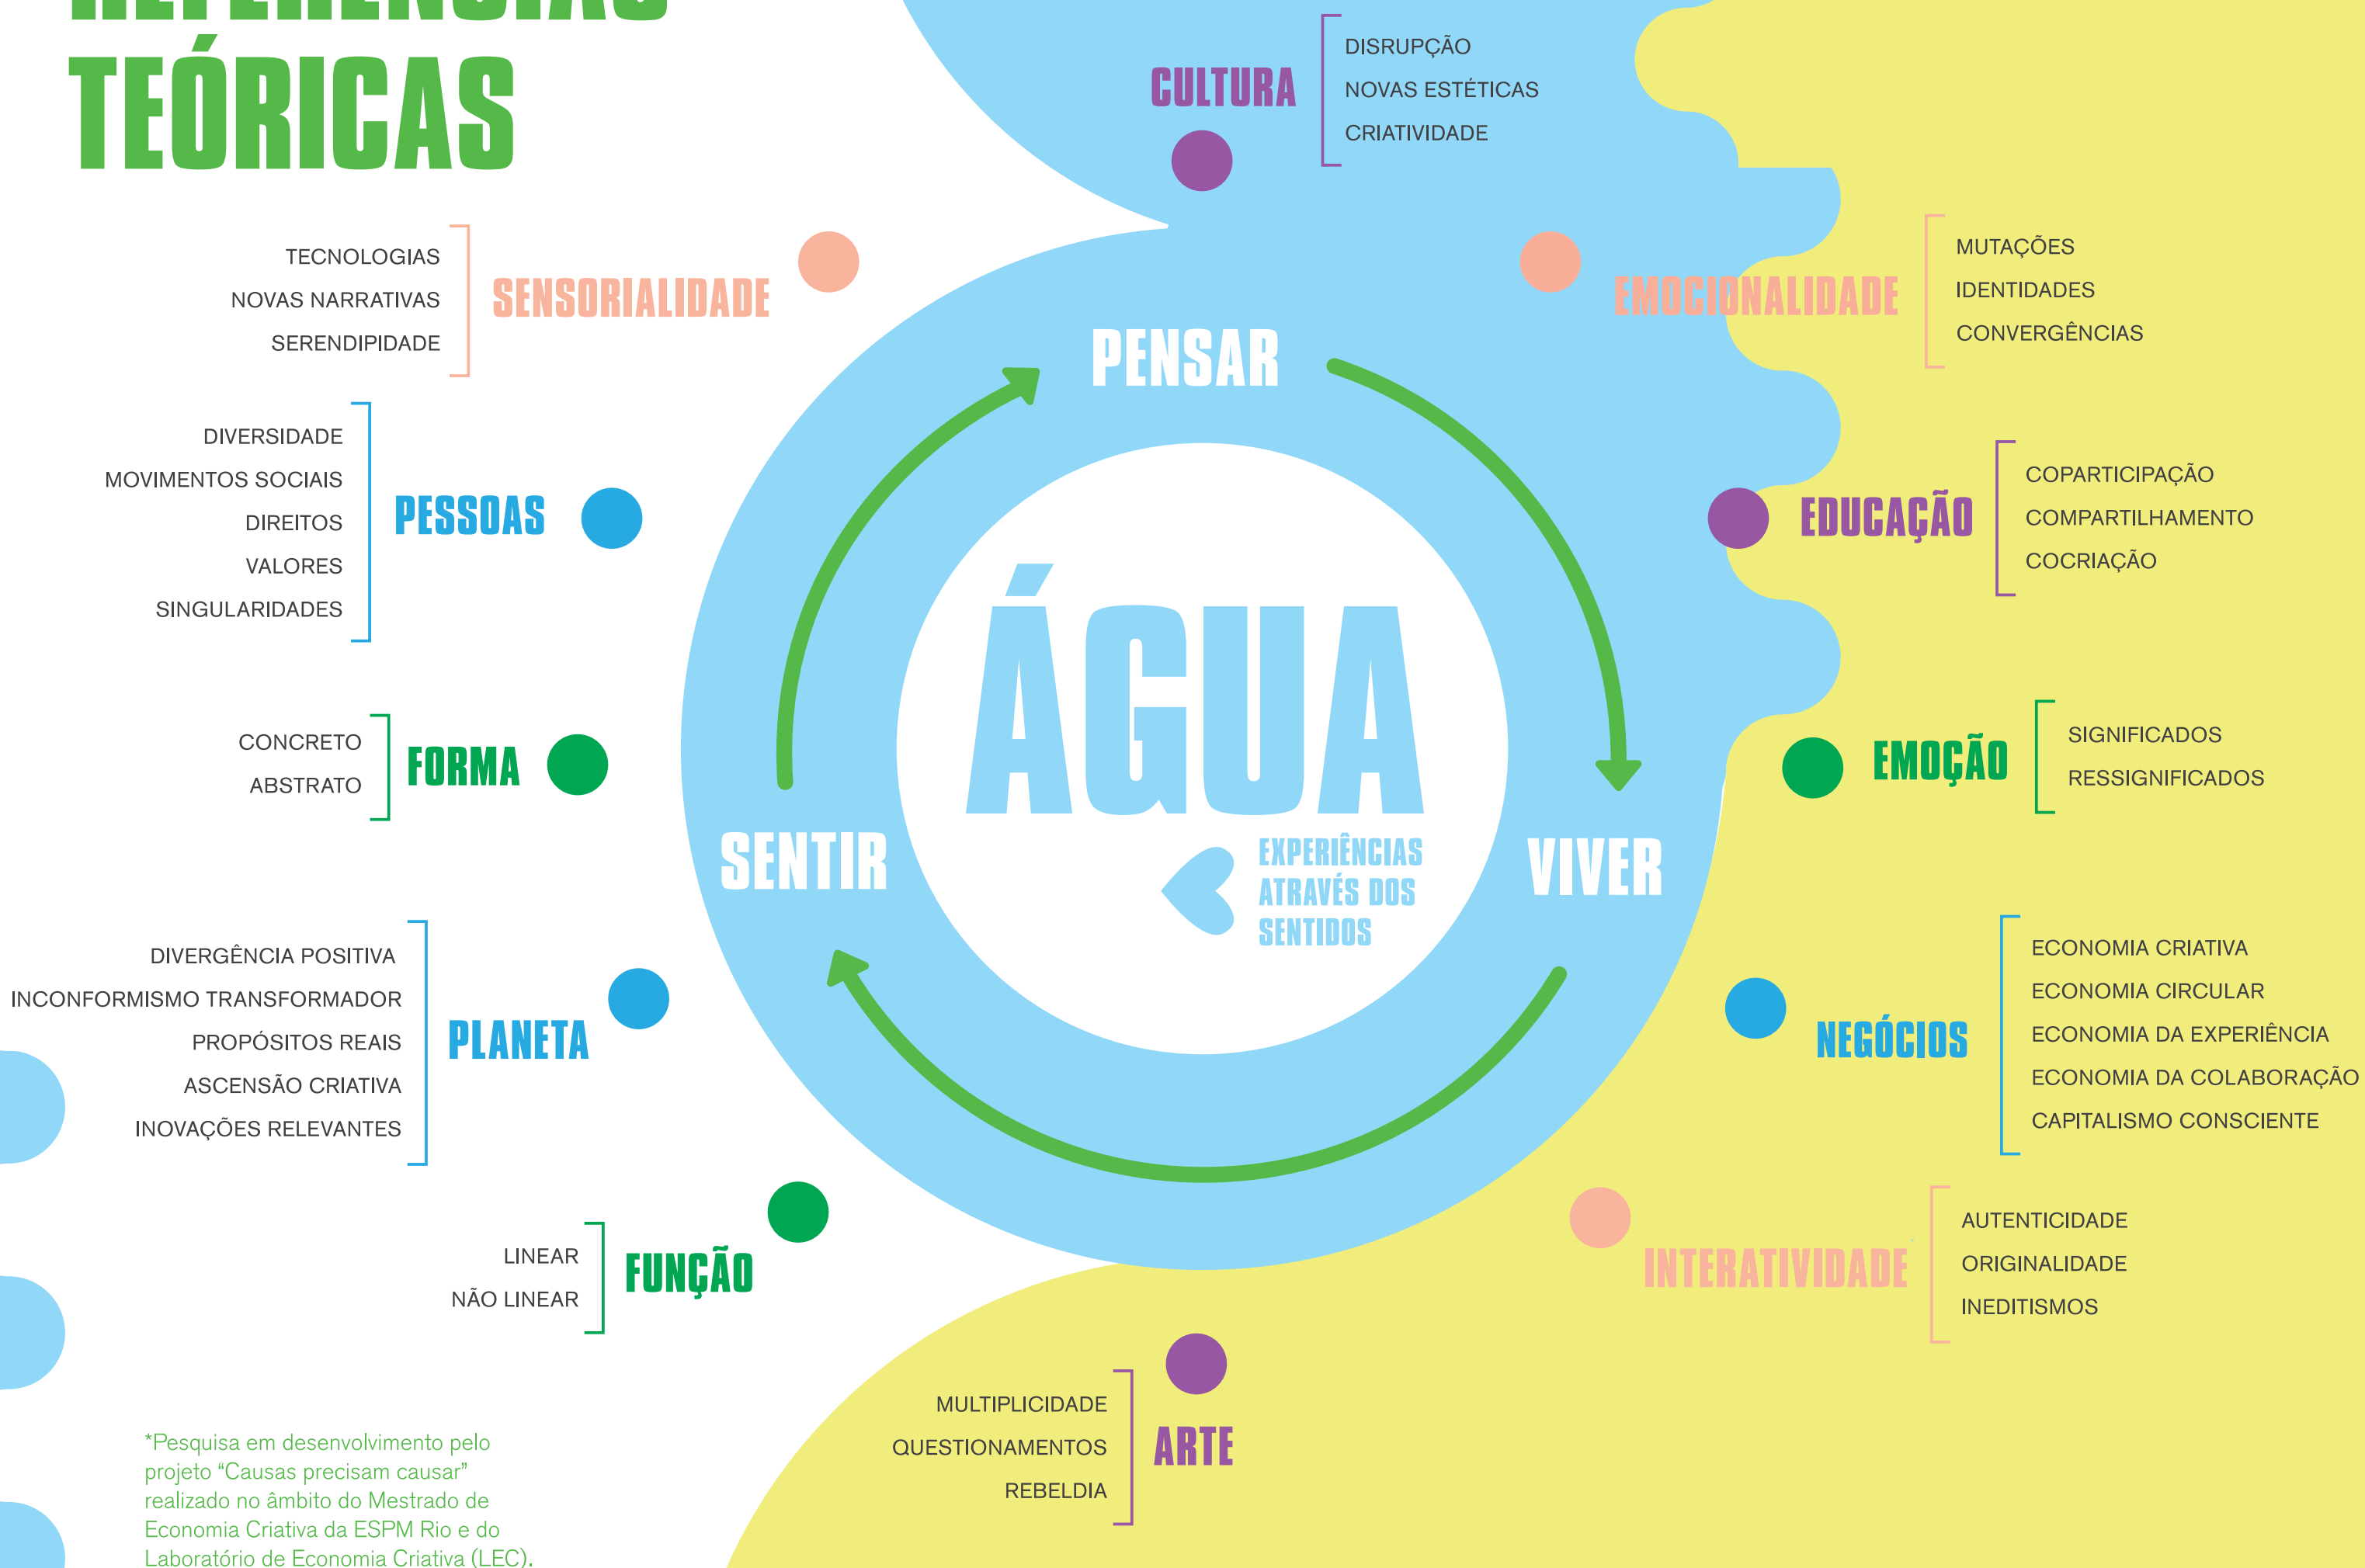 REFERÊNCIAS
TEÓRICAS
CULTURA
DISRUPÇÃO
NOVAS ESTÉTICAS
CRIATIVIDADE
TECNOLOGIAS
NOVAS NARRATIVAS
SERENDIPIDADE
SENSORIALIDADE
EMOCIONALIDADE
MUTAÇÕES
IDENTIDADES
CONVERGÊNCIAS
DIVERSIDADE
MOVIMENTOS SOCIAIS
DIREITOS
VALORES
SINGULARIDADES
PESSOAS
EDUCAÇÃO
COPARTICIPAÇÃO
COMPARTILHAMENTO
COCRIAÇÃO
PENSAR
ÁGUA
EXPERIÊNCIAS
ATRAVÉS DOS
SENTIDOS
SENTIR
VIVER
CONCRETO
ABSTRATO
FORMA
EMOÇÃO
SIGNIFICADOS
RESSIGNIFICADOS
DIVERGÊNCIA POSITIVA
INCONFORMISMO TRANSFORMADOR
PROPÓSITOS REAIS
ASCENSÃO CRIATIVA
INOVAÇÕES RELEVANTES
PLANETA
NEGÓCIOS
ECONOMIA CRIATIVA
ECONOMIA CIRCULAR
ECONOMIA DA EXPERIÊNCIA
ECONOMIA DA COLABORAÇÃO
CAPITALISMO CONSCIENTE
LINEAR
NÃO LINEAR
FUNÇÃO
INTERATIVIDADE
AUTENTICIDADE
ORIGINALIDADE
INEDITISMOS
MULTIPLICIDADE
QUESTIONAMENTOS
REBELDIA
ARTE
*Pesquisa em desenvolvimento pelo
projeto “Causas precisam causar”
realizado no âmbito do Mestrado de
Economia Criativa da ESPM Rio e do
Laboratório de Economia Criativa (LEC).